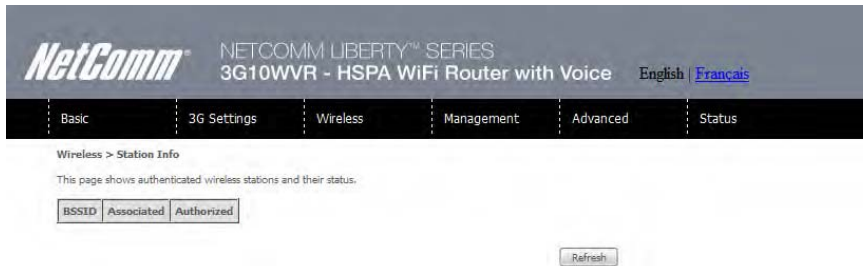 NetComm®
NETCOMM LIBERTY™ SERIES
3G10WVR - HSPA WiFi Router with Voice
English | Français
Basic
3G Settings
Wireless
Management
Advanced
Status
Wireless > Station Info
This page shows authenticated wireless stations and their status.
BSSID Associated Authorized
Refresh